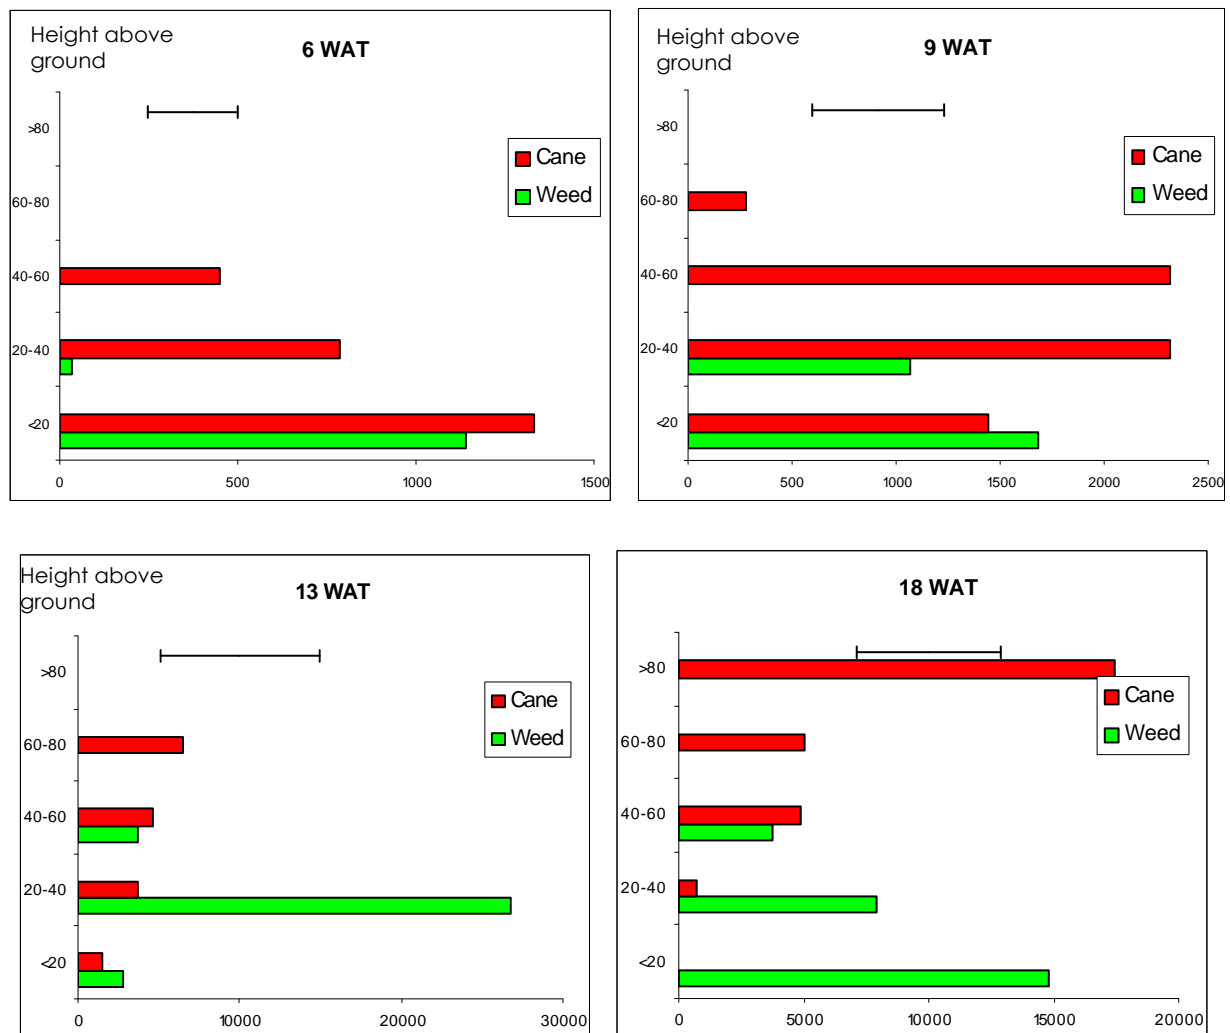 Height above
ground
6 WAT
>80
60-80
40-60
20-40
<20
0 500 1000 1500
Cane
Weed
Height above
ground
9 WAT
>80
60-80
40-60
20-40
<20
0 500 1000 1500 2000 2500
Cane
Weed
Height above
ground
13 WAT
>80
60-80
40-60
20-40
<20
0 10000 20000 30000
Cane
Weed
18 WAT
>80
60-80
40-60
20-40
<20
0 5000 10000 15000 20000
Cane
Weed